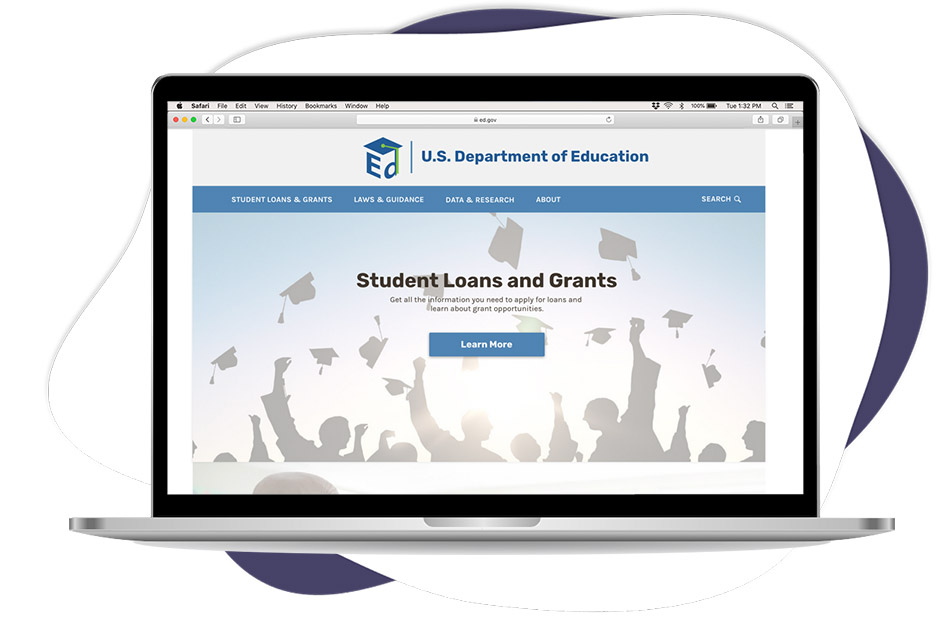 Safari File Edit View History Bookmarks Window Help 100% Tue 1:32 PM
ed.gov
Ed U.S. Department of Education
STUDENT LOANS & GRANTS LAWS & GUIDANCE DATA & RESEARCH ABOUT SEARCH
Student Loans and Grants
Get all the information you need to apply for loans and
learn about grant opportunities.
Learn More